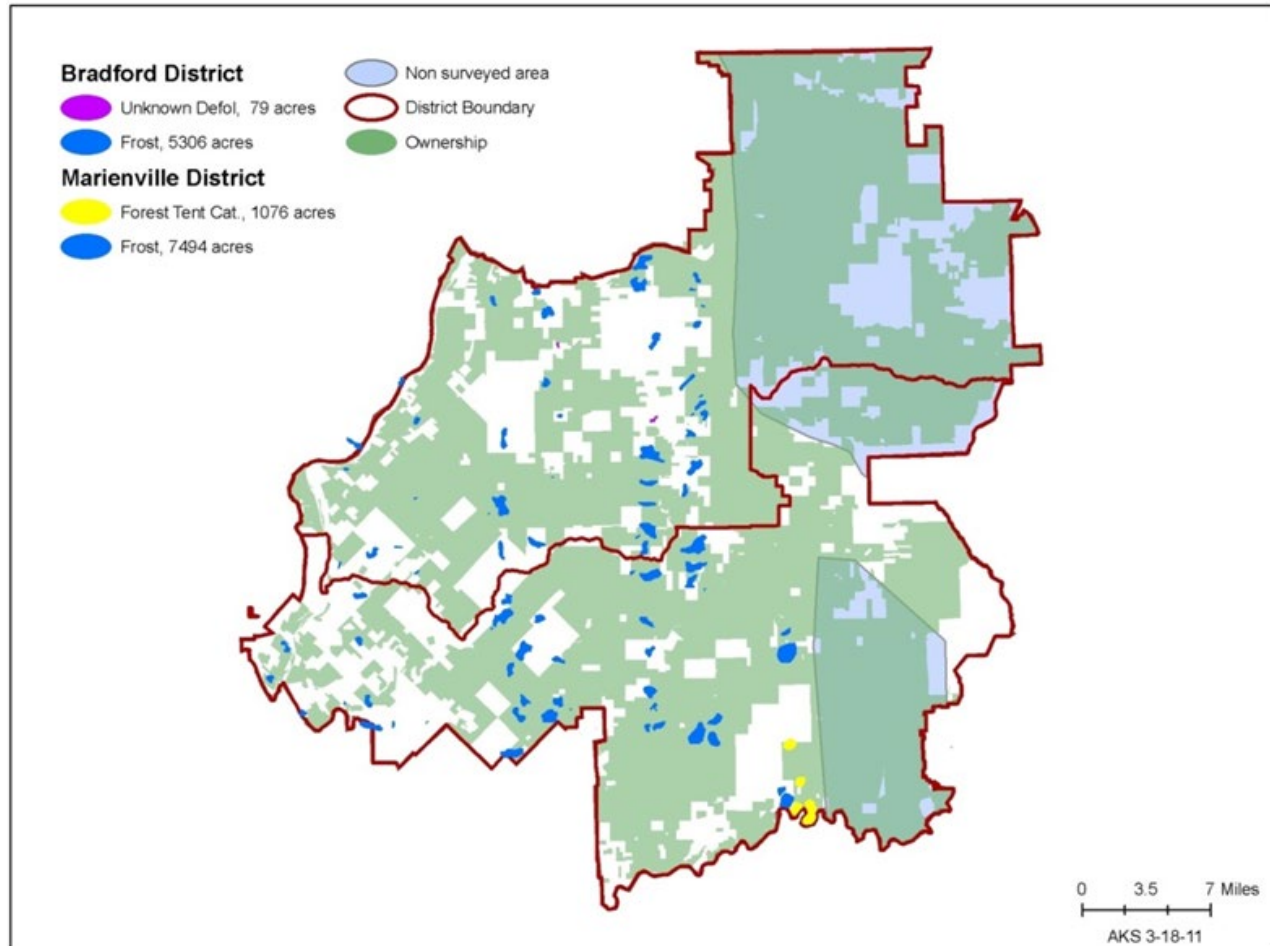 Bradford District
Unknown Defol, 79 acres
Frost, 5306 acres
Marienville District
Forest Tent Cat., 1076 acres
Frost, 7494 acres
Non surveyed area
District Boundary
Ownership
0 3.5 7 Miles
AKS 3-18-11